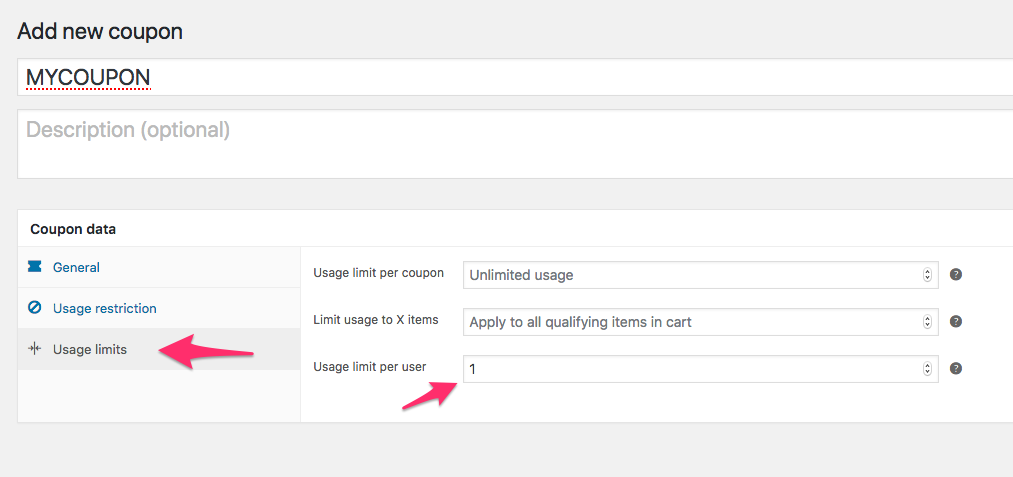 Add new coupon
MYCOUPON
Description (optional)
Coupon data
General
Usage restriction
Usage limits
Usage limit per coupon
Unlimited usage
?
Limit usage to X items
Apply to all qualifying items in cart
?
Usage limit per user
1
?